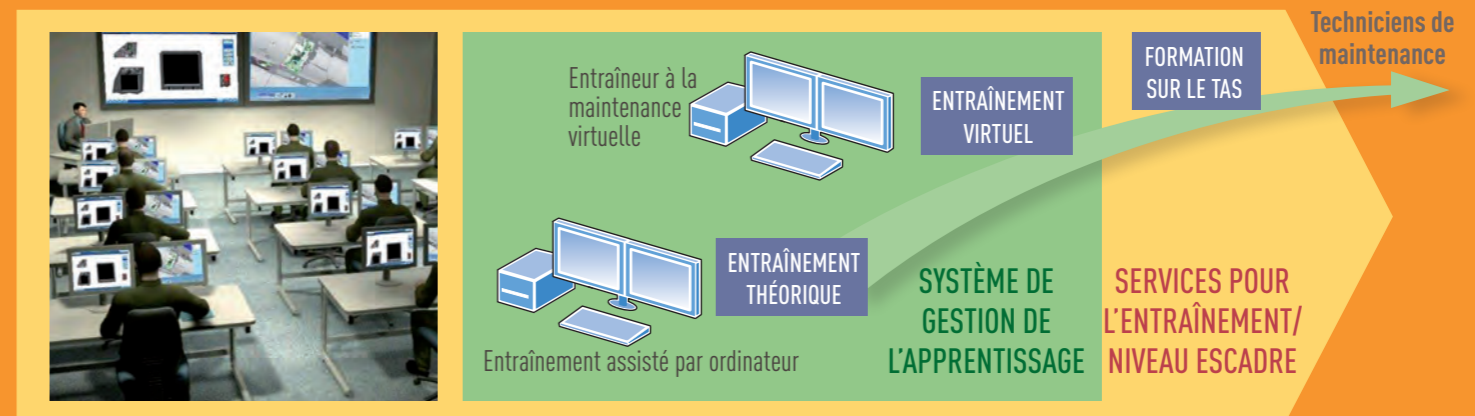 Techniciens de
maintenance
FORMATION
SUR LE TAS
Entraîneur à la
maintenance
virtuelle
ENTRAÎNEMENT
VIRTUEL
ENTRAÎNEMENT
THÉORIQUE
Entraînement assisté par ordinateur
SYSTÈME DE
GESTION DE
L'APPRENTISSAGE
SERVICES POUR
L'ENTRAÎNEMENT/
NIVEAU ESCADRE